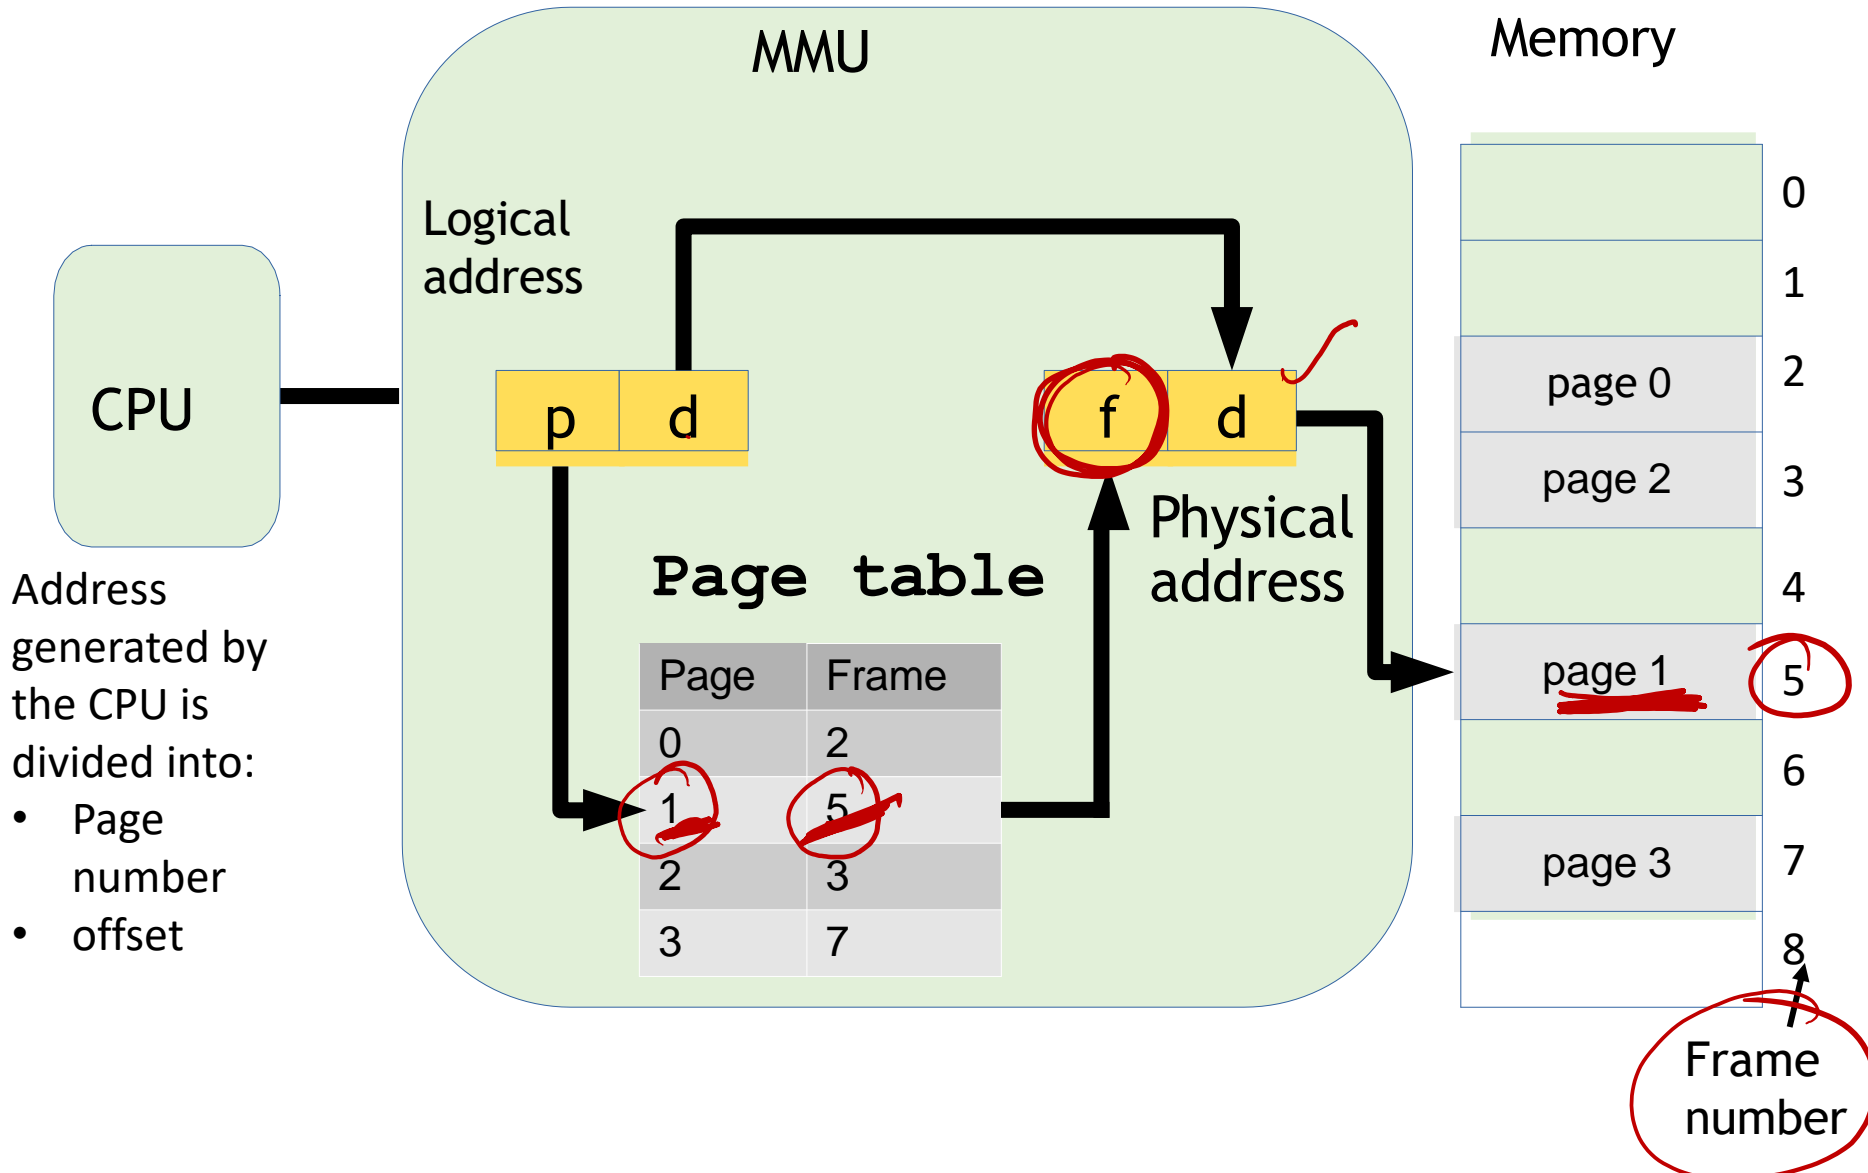 MMU
Memory
Logical
address
CPU
p d
f d
Physical
address
Page table
Page Frame
0 2
1 5
2 3
3 7
Address
generated by
the CPU is
divided into:
• Page
number
• offset
0
1
page 0 2
page 2 3
4
page 1 5
6
page 3 7
8
Frame
number